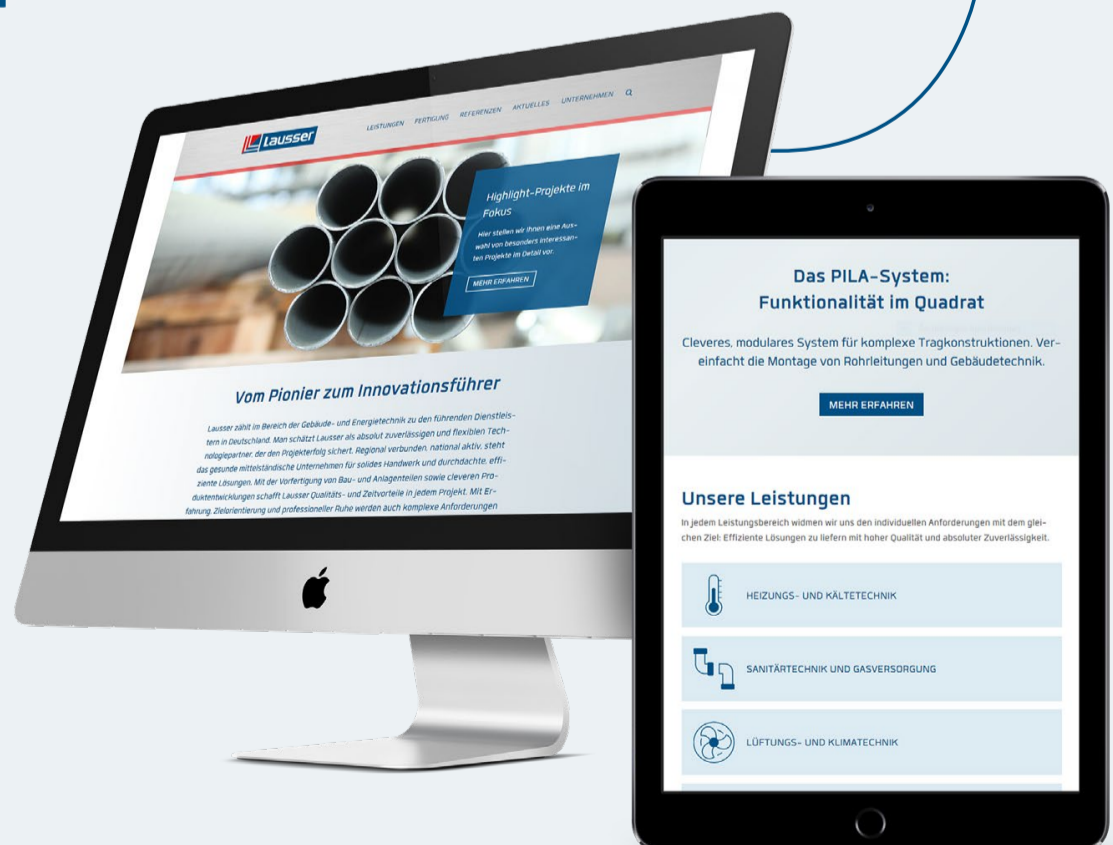 Lausser
LEISTUNGEN FERTIGUNG REFERENZEN AKTUELLES UNTERNEHMEN
Highlight-Projekte im
Fokus
Hier stellen wir Ihnen eine Aus-
wahl von besonders interessan-
ten Projekte im Detail vor.
MEHR ERFAHREN
Vom Pionier zum Innovationsführer
Lausser zählt im Bereich der Gebäude- und Energietechnik zu den führenden Dienstleis-
tern in Deutschland. Man schätzt Lausser als absolut zuverlässigen und flexiblen Tech-
nologiepartner, der den Projekterfolg sichert. Regional verbunden, national aktiv, steht
das gesunde mittelständische Unternehmen für solides Handwerk und durchdachte, effi-
ziente Lösungen. Mit der Vorfertigung von Bau- und Anlagenteilen sowie cleveren Pro-
duktentwicklungen schafft Lausser Qualitäts- und Zeitvorteile in jedem Projekt. Mit Er-
fahrung, Zielorientierung und professioneller Ruhe werden auch komplexe Anforderungen
Das PILA-System:
Funktionalität im Quadrat
Cleveres, modulares System für komplexe Tragkonstruktionen. Ver-
einfacht die Montage von Rohrleitungen und Gebäudetechnik.
MEHR ERFAHREN
Unsere Leistungen
In jedem Leistungsbereich widmen wir uns den individuellen Anforderungen mit dem glei-
chen Ziel: Effiziente Lösungen zu liefern mit hoher Qualität und absoluter Zuverlässigkeit.
HEIZUNGS- UND KÄLTETECHNIK
SANITÄRTECHNIK UND GASVERSORGUNG
LÜFTUNGS- UND KLIMATECHNIK